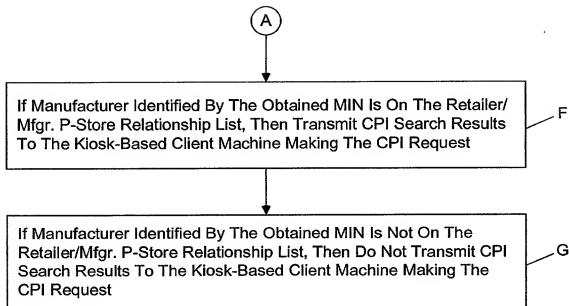 A
If Manufacturer Identified By The Obtained MIN Is On The Retailer/
Mfgr. P-Store Relationship List, Then Transmit CPI Search Results
To The Kiosk-Based Client Machine Making The CPI Request
F
If Manufacturer Identified By The Obtained MIN Is Not On The
Retailer/Mfgr. P-Store Relationship List, Then Do Not Transmit CPI
Search Results To The Kiosk-Based Client Machine Making The
CPI Request
G